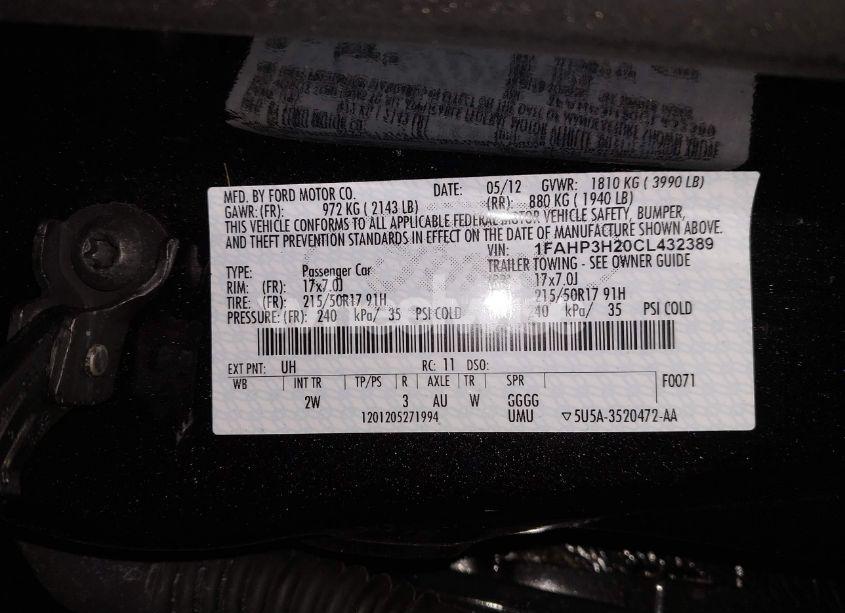 MFD. BY FORD MOTOR CO. DATE: 05/12 GVWR: 1810 KG ( 3990 LB)
GAWR: (FR): 972 KG ( 2143 LB) (RR): 880 KG ( 1940 LB)
THIS VEHICLE CONFORMS TO ALL APPLICABLE FEDERAL MOTOR VEHICLE SAFETY, BUMPER,
AND THEFT PREVENTION STANDARDS IN EFFECT ON THE DATE OF MANUFACTURE SHOWN ABOVE.
VIN: 1FAHP3H20CL432389
TYPE: Passenger Car TRAILER TOWING - SEE OWNER GUIDE
RIM: (FR): 17x7.0J 17x7.0J
TIRE: (FR): 215/50R17 91H 215/50R17 91H
PRESSURE: (FR): 240 kPa/ 35 PSI COLD 240 kPa/ 35 PSI COLD
EXT PNT: UH RC: 11 DSO:
WB INT TR TP/PS R AXLE TR SPR F0071
2W 3 AU W GGGG
1201205271994 UMU ▽5U5A-3520472-AA